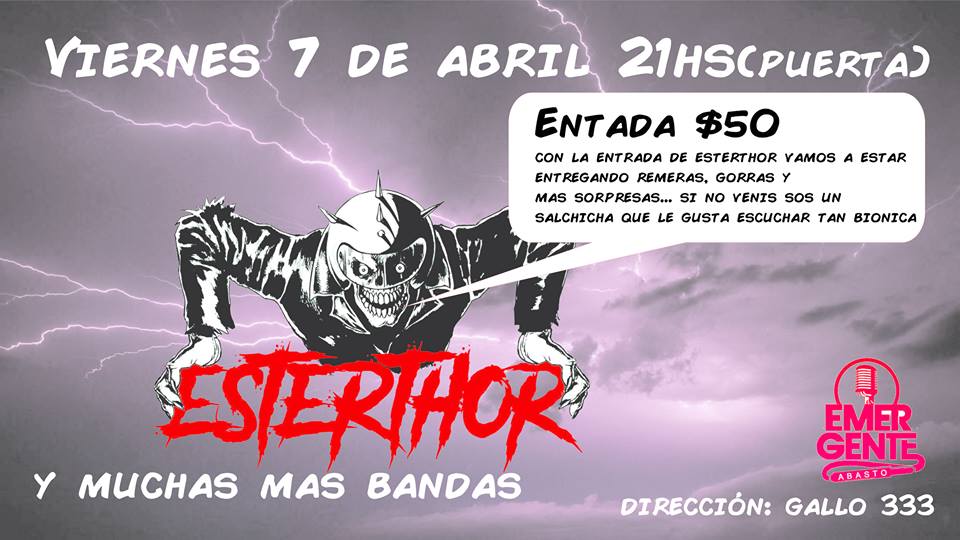 VIERNES 7 DE ABRIL 21HS(PUERTA)
ENTADA $50
CON LA ENTRADA DE ESTERTHOR VAMOS A ESTAR
ENTREGANDO REMERAS, GORRAS Y
MAS SORPRESAS... SI NO VENIS SOS UN
SALCHICHA QUE LE GUSTA ESCUCHAR TAN BIONICA
ESTERTHOR
EMER
GENTE
ABASTO
Y MUCHAS MAS BANDAS
DIRECCIÓN: GALLO 333